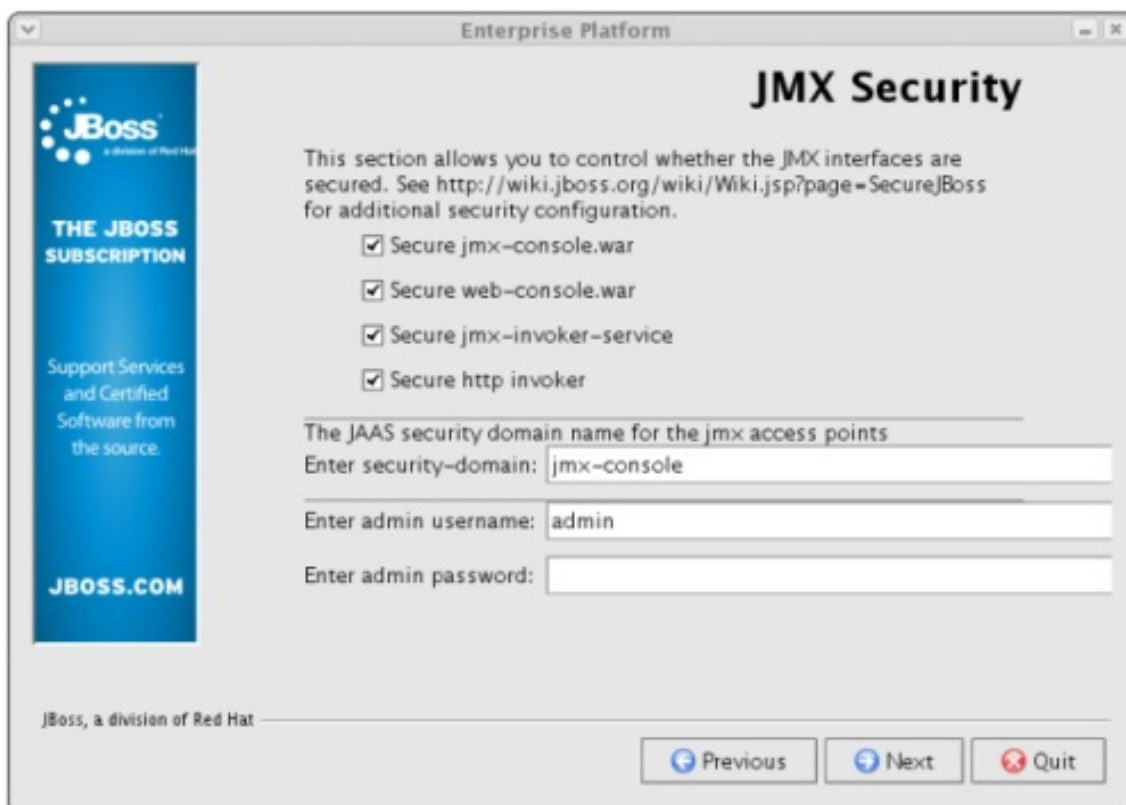 Enterprise Platform
JBoss
a division of Red Hat
THE JBOSS
SUBSCRIPTION
Support Services
and Certified
Software from
the source.
JBOSS.COM
JMX Security
This section allows you to control whether the JMX interfaces are
secured. See http://wiki.jboss.org/wiki/Wiki.jsp?page=SecureJBoss
for additional security configuration.
Secure jmx-console.war
Secure web-console.war
Secure jmx-invoker-service
Secure http invoker
The JAAS security domain name for the jmx access points
Enter security-domain: jmx-console
Enter admin username: admin
Enter admin password:
JBoss, a division of Red Hat
Previous Next Quit